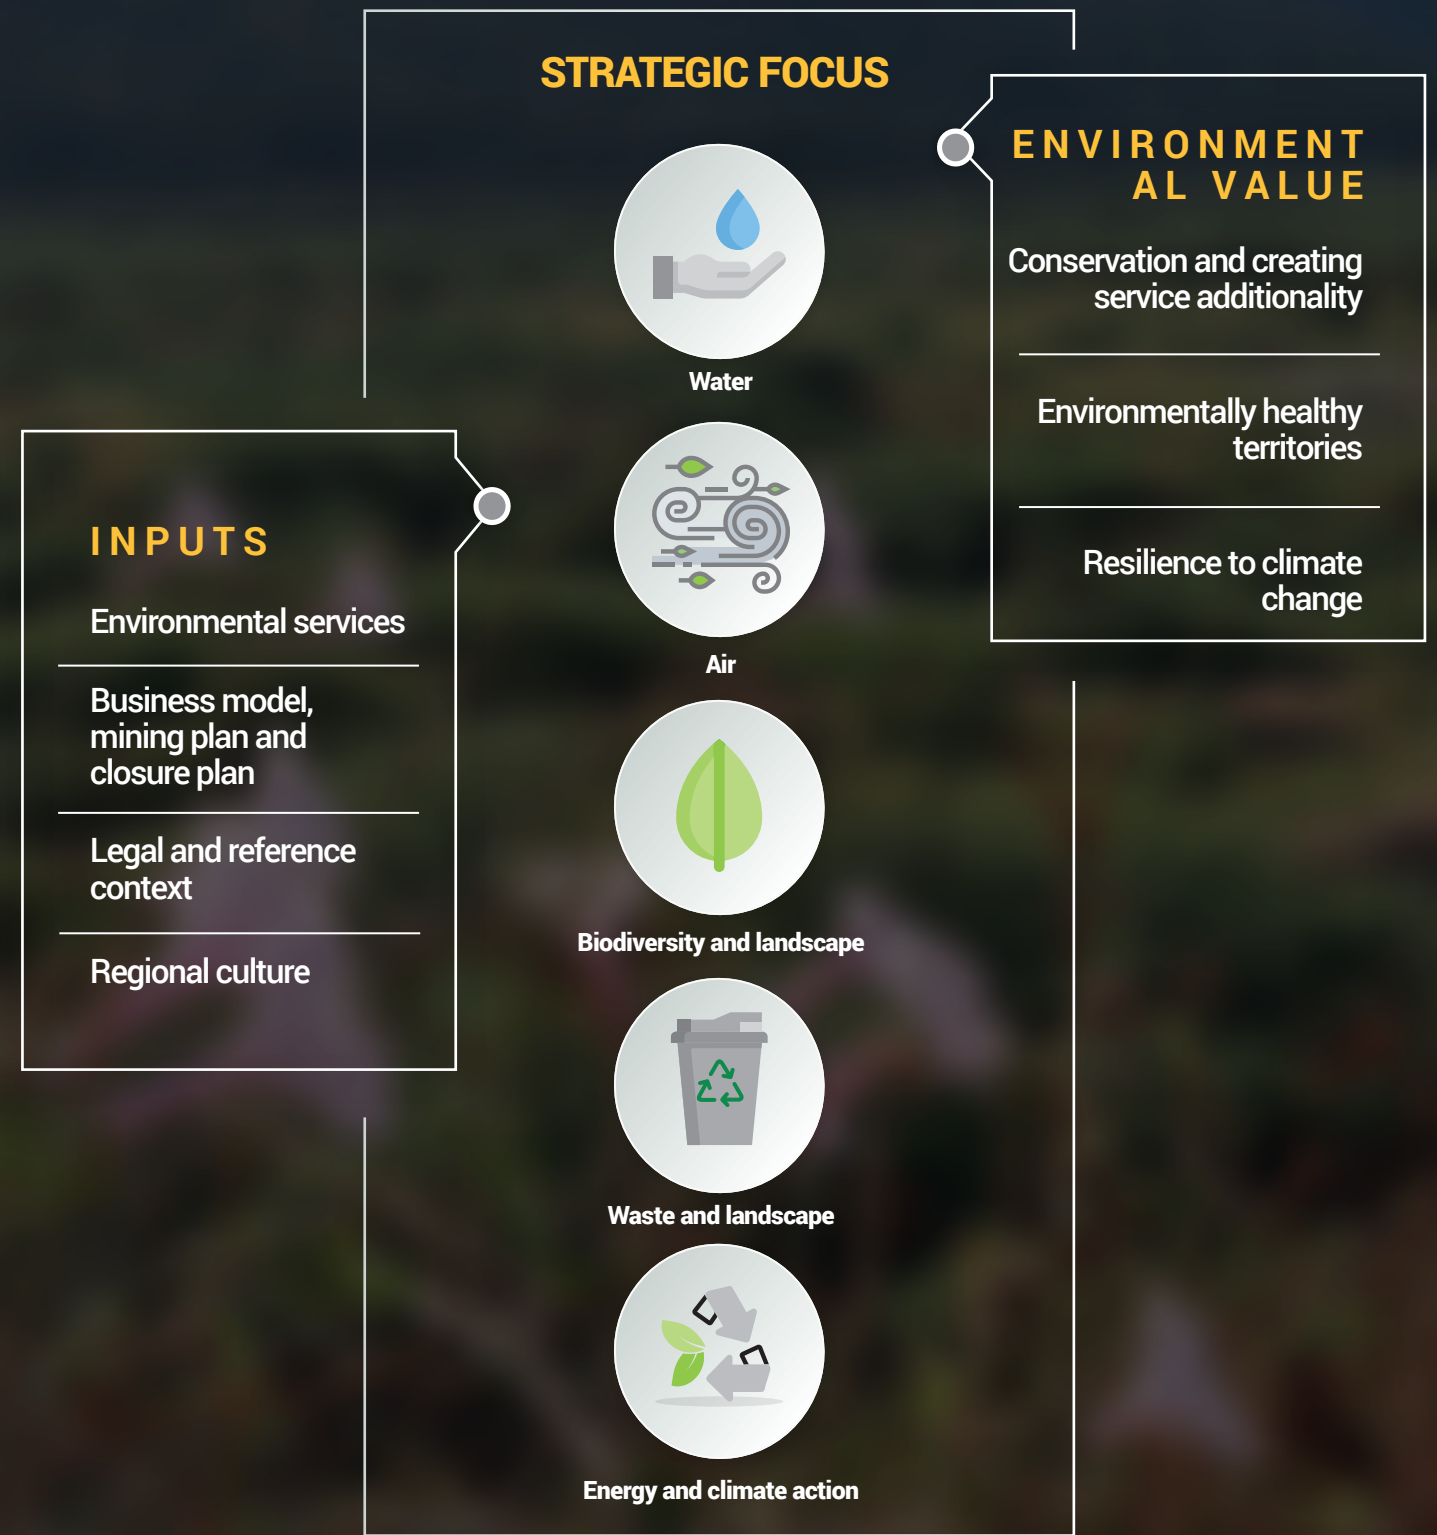 STRATEGIC FOCUS
Water
Air
Biodiversity and landscape
Waste and landscape
Energy and climate action
INPUTS
Environmental services
Business model,
mining plan and
closure plan
Legal and reference
context
Regional culture
ENVIRONMENT
AL VALUE
Conservation and creating
service additionality
Environmentally healthy
territories
Resilience to climate
change